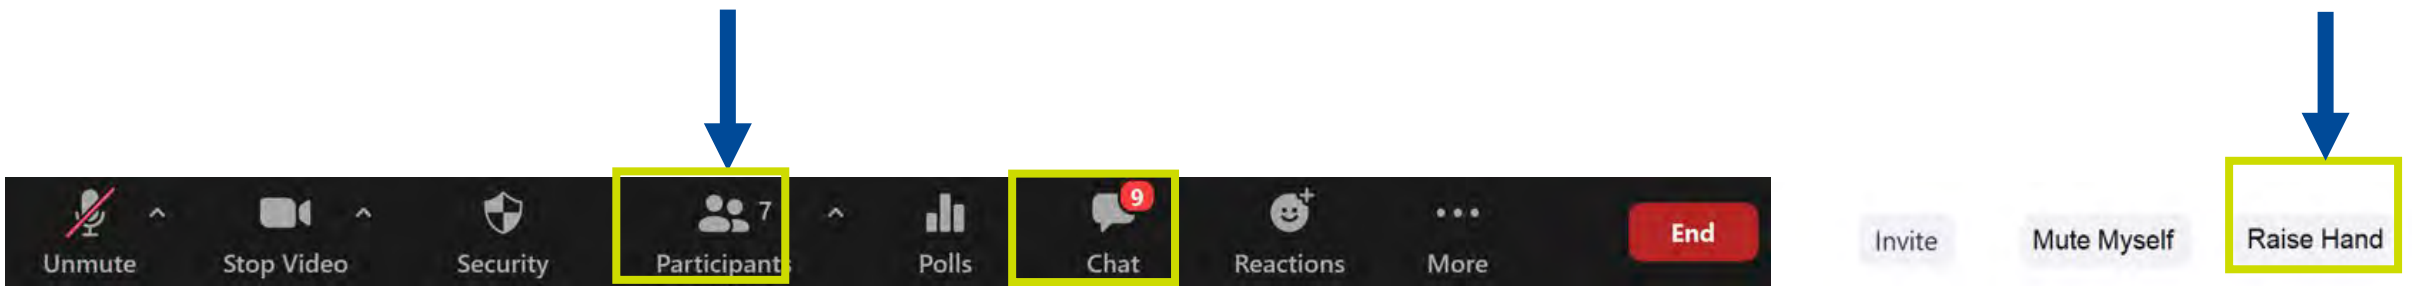 7
9
Unmute
Stop Video
Security
Participants
Polls
Chat
Reactions
More
End
Invite
Mute Myself
Raise Hand